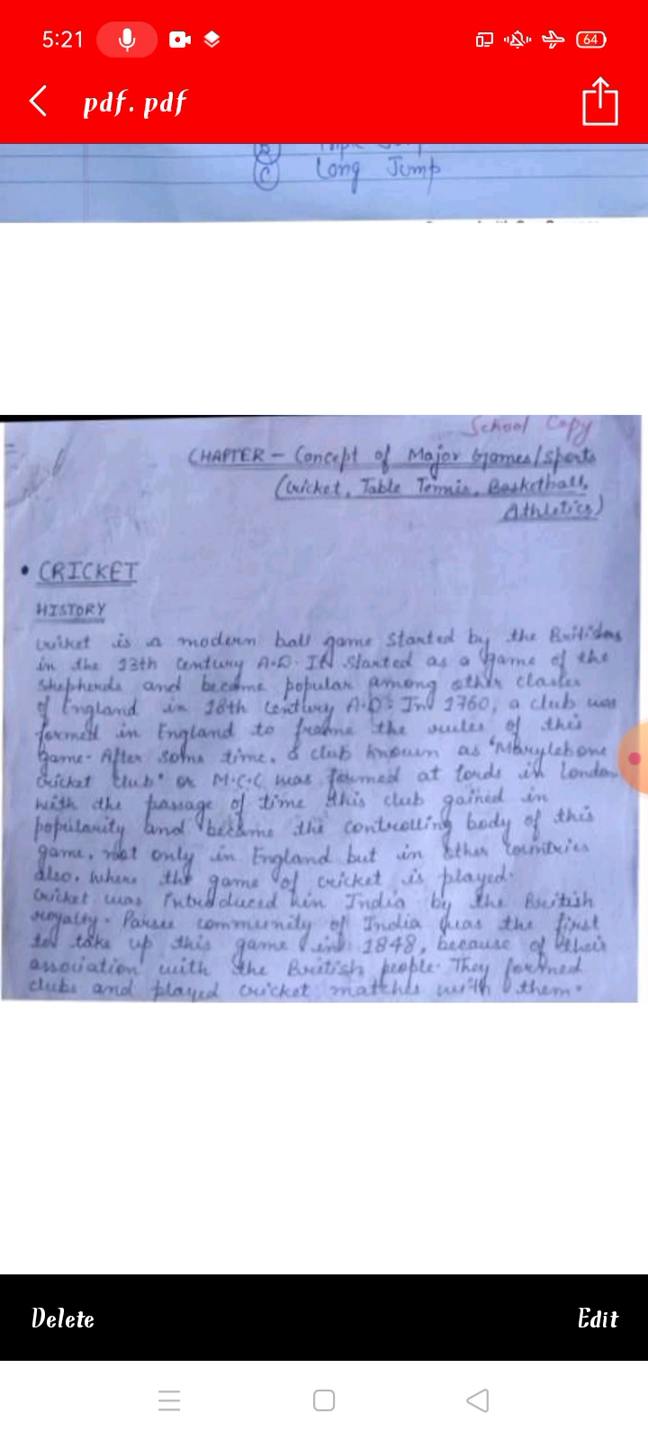 5:21
64
pdf. pdf
Long Jump
School Copy
CHAPTER - Concept of Major Games/Sports
(Cricket, Table Tennis, Basketball,
Athletics)
• CRICKET
HISTORY
Cricket is a modern ball game started by the
in the 13th Century A.D. started as a game of the
Shepherds and became popular among other
of England in 18th Century A.D. In 1760, a club was
formed in England to frame the rules of this
game. After some time, a club known as "Marylebone
Cricket Club" or M.C.C was formed at lords in London
With the passage of time this club gained in
popularity and became the controlling body of this
game, not only in England but in other Countries
also, where the game of cricket is played.
Cricket was Introduced in India by the British
royalty. Parsee community of India was the first
to take up this game in 1848, because of their
association with the British people. They formed
clubs and played cricket matches with them.
Delete
Edit